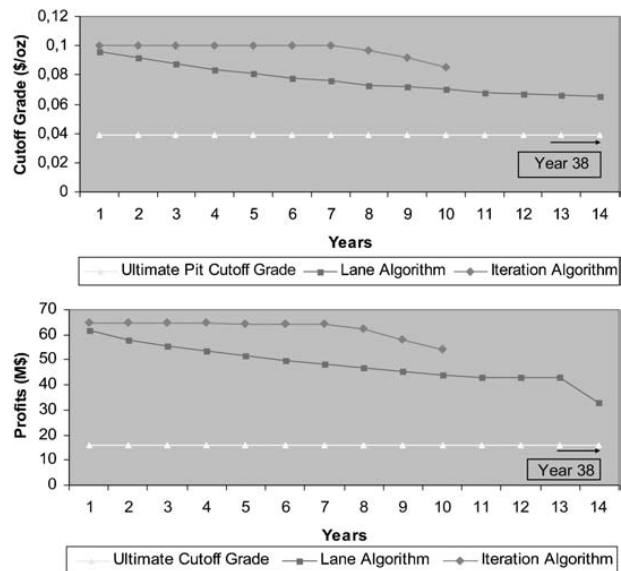 Cutoff Grade ($/oz)
0,12
0,1
0,08
0,06
0,04
0,02
0
Year 38
1 2 3 4 5 6 7 8 9 10 11 12 13 14
Years
Ultimate Pit Cutoff Grade Lane Algorithm Iteration Algorithm
Profits (M$)
70
60
50
40
30
20
10
0
Year 38
1 2 3 4 5 6 7 8 9 10 11 12 13 14
Years
Ultimate Cutoff Grade Lane Algorithm Iteration Algorithm